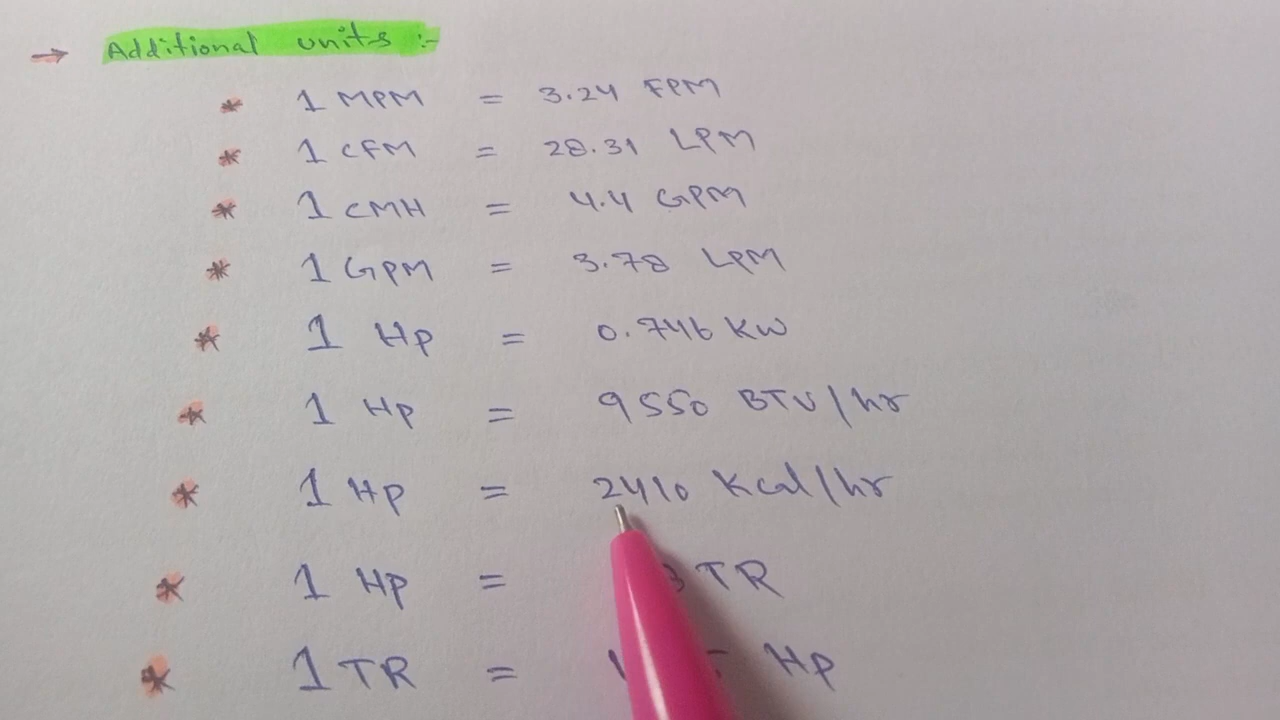 → Additional units :-
* 1 MPM = 3.24 FPM
* 1 CFM = 28.31 LPM
* 1 CMH = 4.4 GPM
* 1 GPM = 3.78 LPM
* 1 Hp = 0.746 KW
* 1 Hp = 9550 BTU/hr
* 1 Hp = 2410 Kcal/hr
* 1 Hp = TR
* 1 TR = Hp